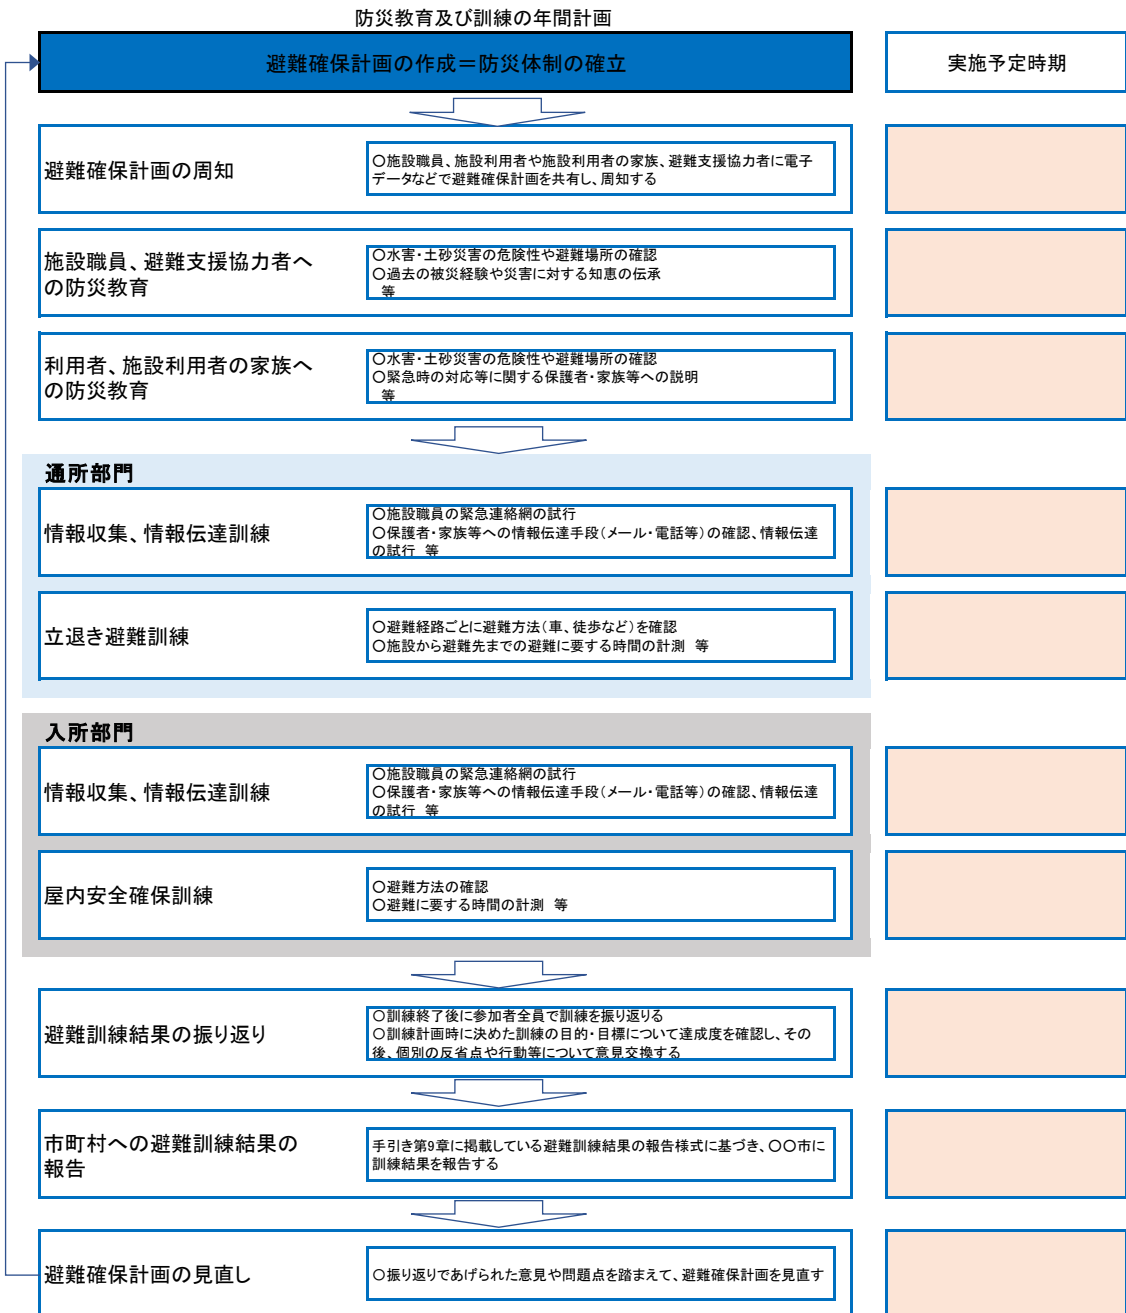 防災教育及び訓練の年間計画
避難確保計画の作成＝防災体制の確立
実施予定時期
避難確保計画の周知
〇施設職員、施設利用者や施設利用者の家族、避難支援協力者に電子
データなどで避難確保計画を共有し、周知する
施設職員、避難支援協力者へ
の防災教育
〇水害・土砂災害の危険性や避難場所の確認
〇過去の被災経験や災害に対する知恵の伝承
等
利用者、施設利用者の家族へ
の防災教育
〇水害・土砂災害の危険性や避難場所の確認
〇緊急時の対応等に関する保護者・家族等への説明
等
通所部門
情報収集、情報伝達訓練
〇施設職員の緊急連絡網の試行
〇保護者・家族等への情報伝達手段（メール・電話等）の確認、情報伝達
の試行　等
立退き避難訓練
〇避難経路ごとに避難方法（車、徒歩など）を確認
〇施設から避難先までの避難に要する時間の計測　等
入所部門
情報収集、情報伝達訓練
〇施設職員の緊急連絡網の試行
〇保護者・家族等への情報伝達手段（メール・電話等）の確認、情報伝達
の試行　等
屋内安全確保訓練
〇避難方法の確認
〇避難に要する時間の計測　等
避難訓練結果の振り返り
〇訓練終了後に参加者全員で訓練を振り返りる
〇訓練計画時に決めた訓練の目的・目標について達成度を確認し、その
後、個別の反省点や行動等について意見交換する
市町村への避難訓練結果の
報告
手引き第9章に掲載している避難訓練結果の報告様式に基づき、〇〇市に
訓練結果を報告する
避難確保計画の見直し
〇振り返りであげられた意見や問題点を踏まえて、避難確保計画を見直す